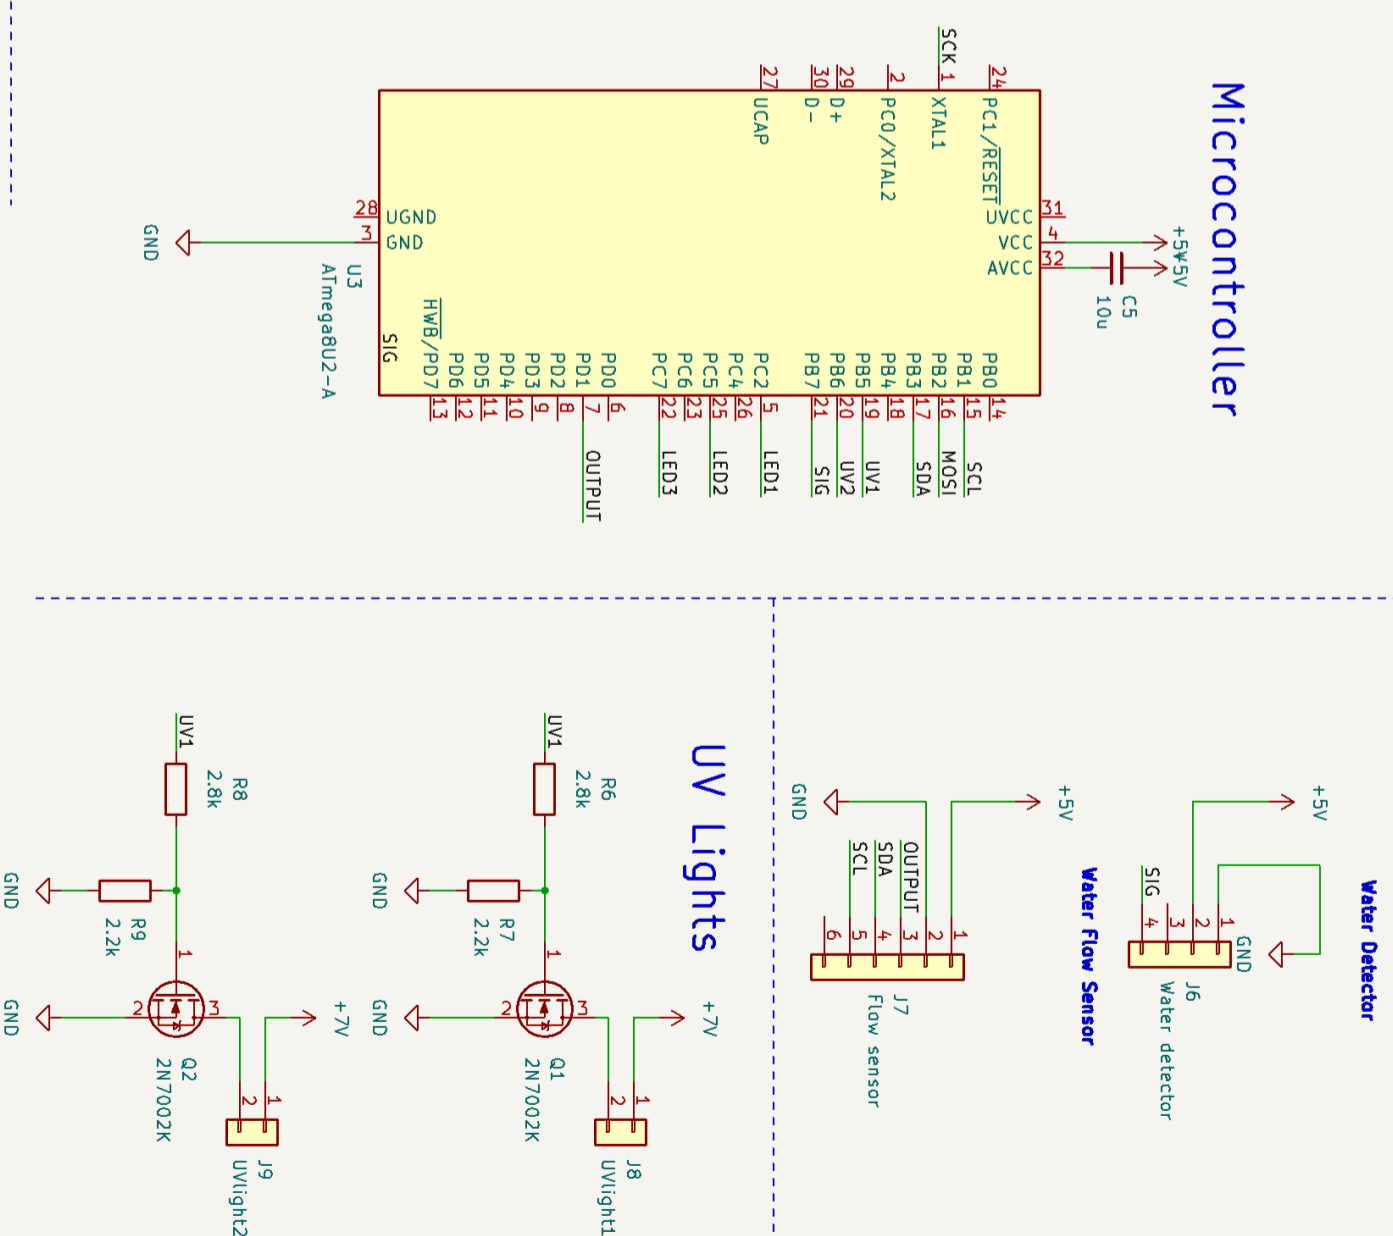 Microcontroller
SCK
1
XTAL1
24
PC1/RESET
2
PC0/XTAL2
29
D+
30
D-
27
UCAP
31
UVCC
4
VCC
+5V
32
AVCC
+5V
C5
10u
28
UGND
3
GND
GND
U3
ATmega8U2-A
SIG
PB0
14
PB1
15
SCL
PB2
16
MOSI
PB3
17
SDA
PB4
18
PB5
19
UV1
PB6
20
UV2
PB7
21
SIG
PC2
5
LED1
PC4
26
PC5
25
LED2
PC6
23
PC7
22
LED3
PD0
6
PD1
7
OUTPUT
PD2
8
PD3
9
PD4
10
PD5
11
PD6
12
HWB/PD7
13
Water Detector
+5V
GND
SIG
1
2
3
4
J6
Water detector
Water Flow Sensor
+5V
GND
OUTPUT
SDA
SCL
1
2
3
4
5
6
J7
Flow sensor
UV Lights
UV1
R6
2.8k
R7
2.2k
GND
1
2
3
GND
+7V
Q1
2N7002K
1
2
J8
UVlight1
UV1
R8
2.8k
R9
2.2k
GND
1
2
3
GND
+7V
Q2
2N7002K
1
2
J9
UVlight2